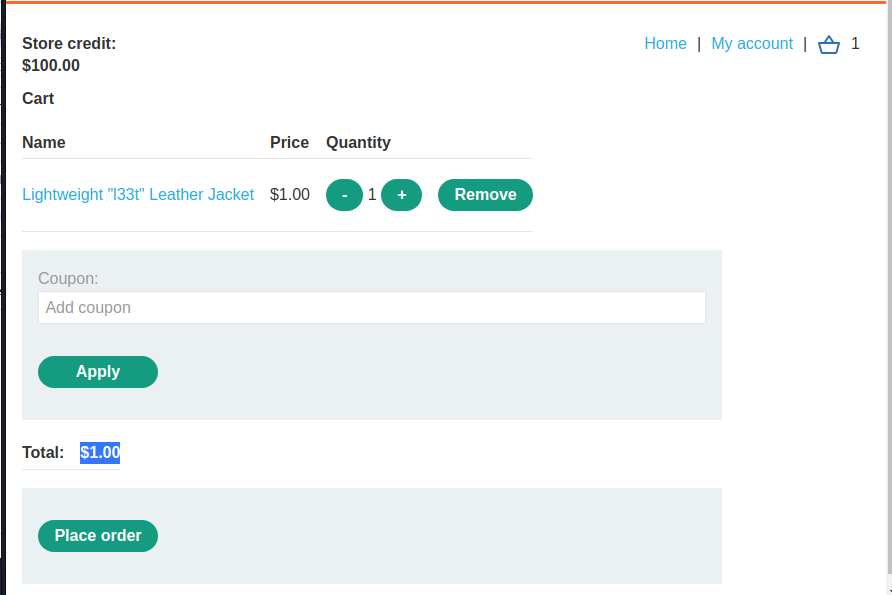 Store credit:
$100.00
Home | My account | 1
Cart
Name Price Quantity
Lightweight "l33t" Leather Jacket $1.00 - 1 + Remove
Coupon:
Add coupon
Apply
Total: $1.00
Place order